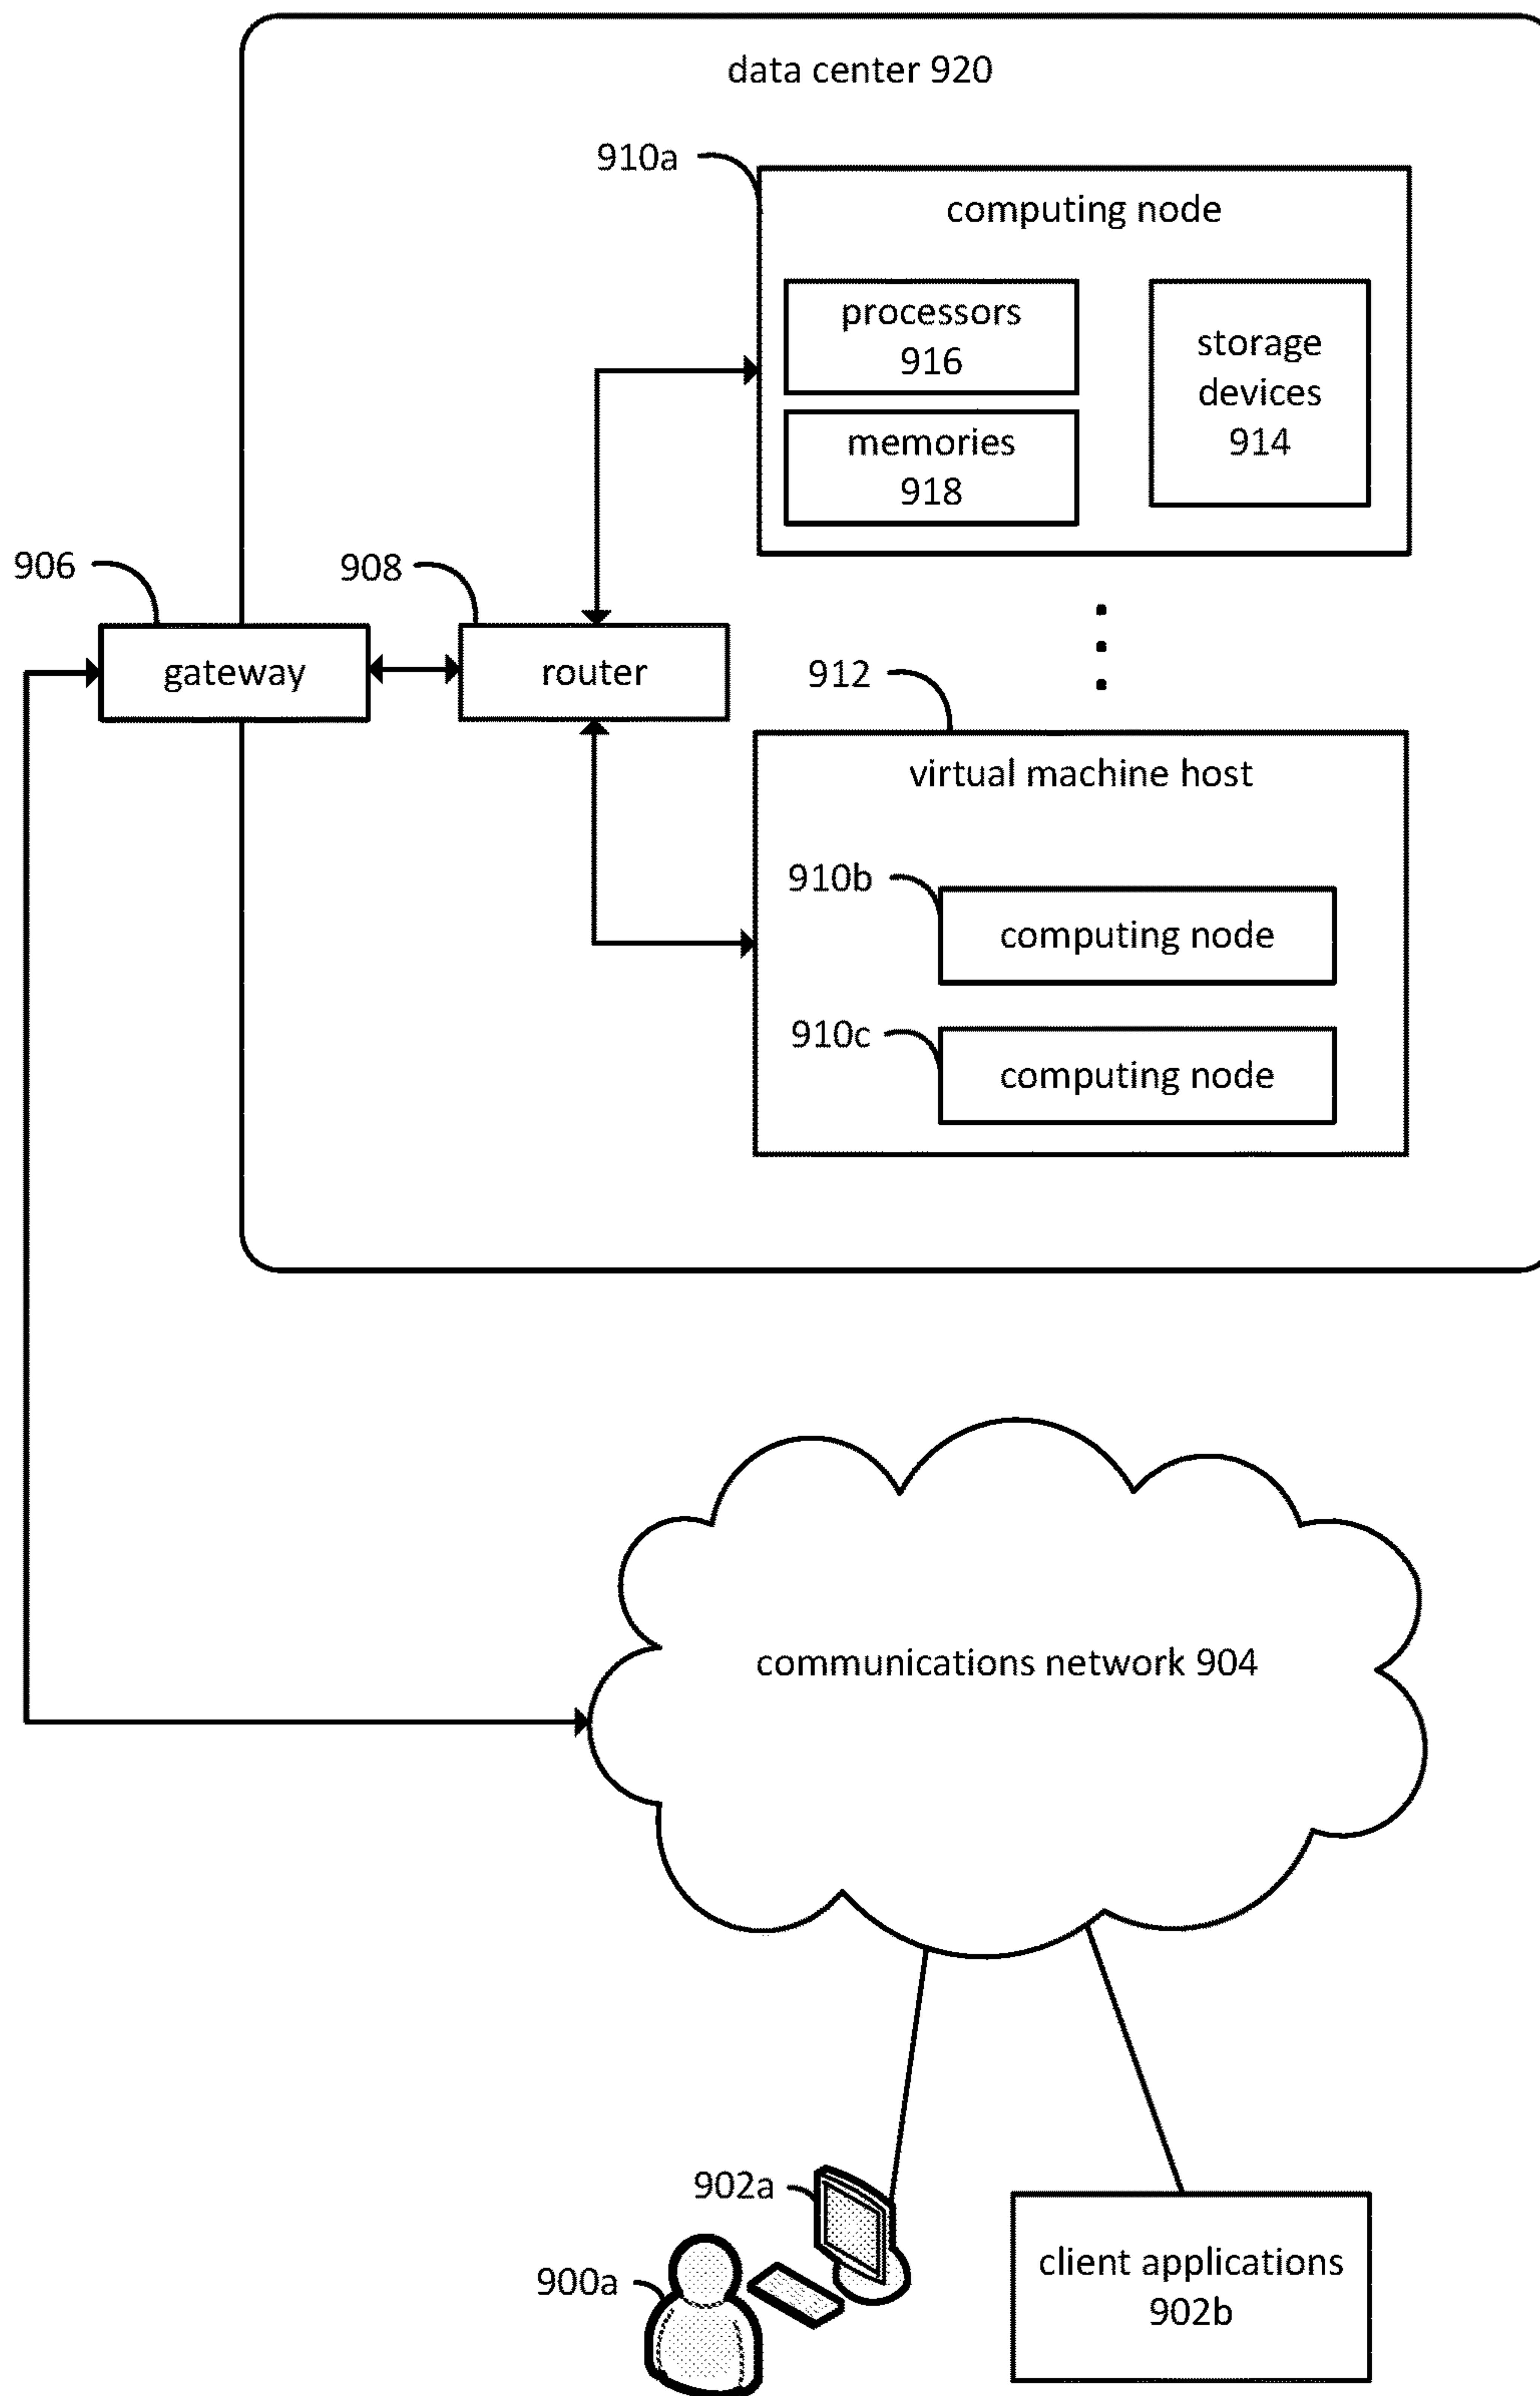 data center 920
910a
computing node
processors
916
storage
devices
914
memories
918
906
908
gateway
router
912
virtual machine host
910b
computing node
910c
computing node
communications network 904
902a
900a
client applications
902b